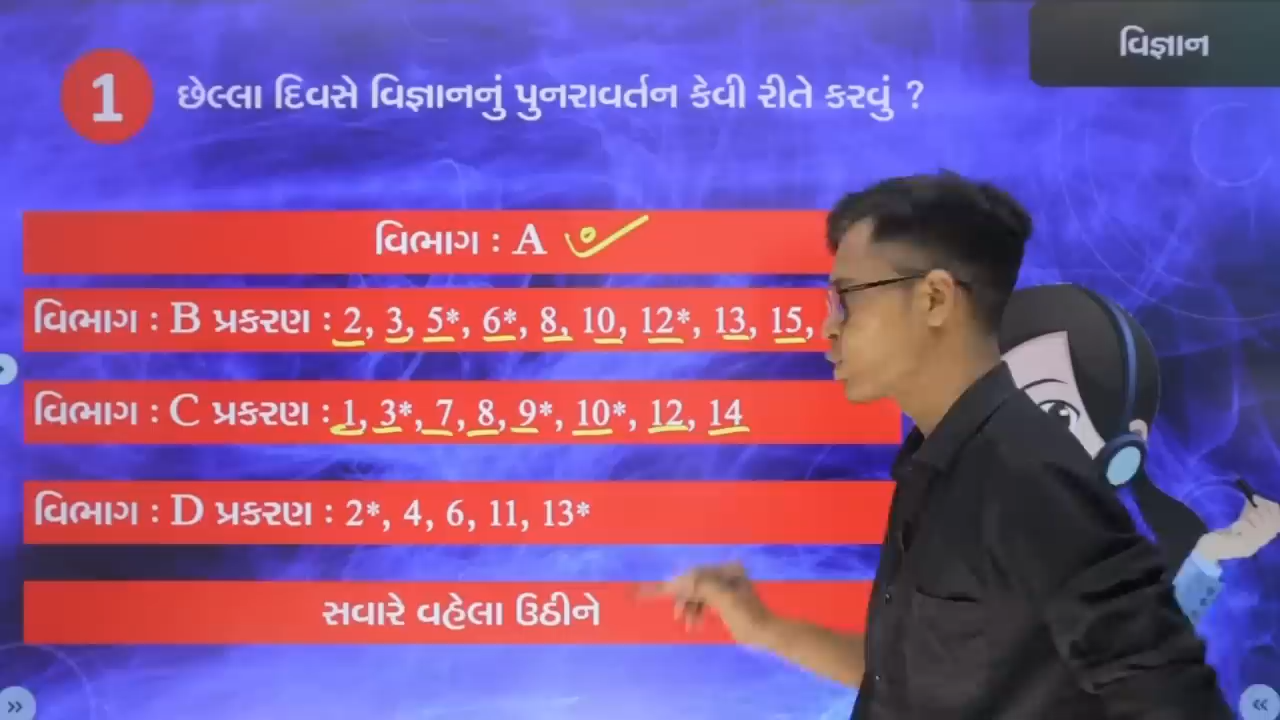 વિજ્ઞાન
1 છેલ્લા દિવસે વિજ્ઞાનનું પુનરાવર્તન કેવી રીતે કરવું ?
વિભાગ : A
વિભાગ : B પ્રકરણ : 2, 3, 5*, 6*, 8, 10, 12*, 13, 15,
વિભાગ : C પ્રકરણ : 1, 3*, 7, 8, 9*, 10*, 12, 14
વિભાગ : D પ્રકરણ : 2*, 4, 6, 11, 13*
સવારે વહેલા ઉઠીને